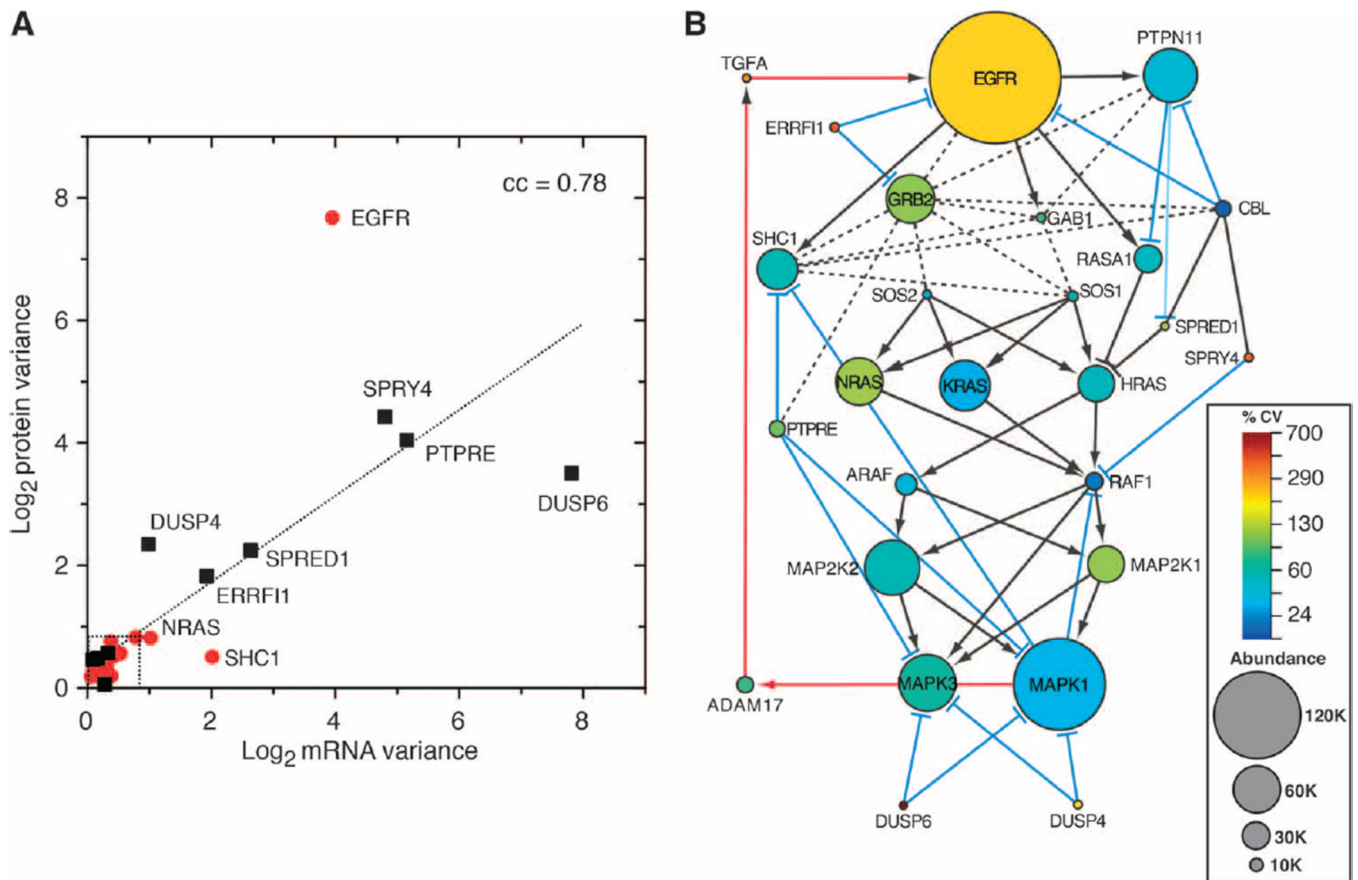 A
cc = 0.78
EGFR
SPRY4
PTPRE
DUSP6
DUSP4
SPRED1
ERRFI1
NRAS
SHC1
8
6
4
2
0
0 2 4 6 8
Log2 protein variance
Log2 mRNA variance
B
PTPN11
TGFA
EGFR
ERRFI1
GRB2
GAB1
CBL
SHC1
RASA1
SOS2
SOS1
SPRED1
SPRY4
NRAS
KRAS
HRAS
PTPRE
ARAF
RAF1
MAP2K2
MAP2K1
MAPK3
MAPK1
ADAM17
DUSP6
DUSP4
% CV
700
290
130
60
24
Abundance
120K
60K
30K
10K